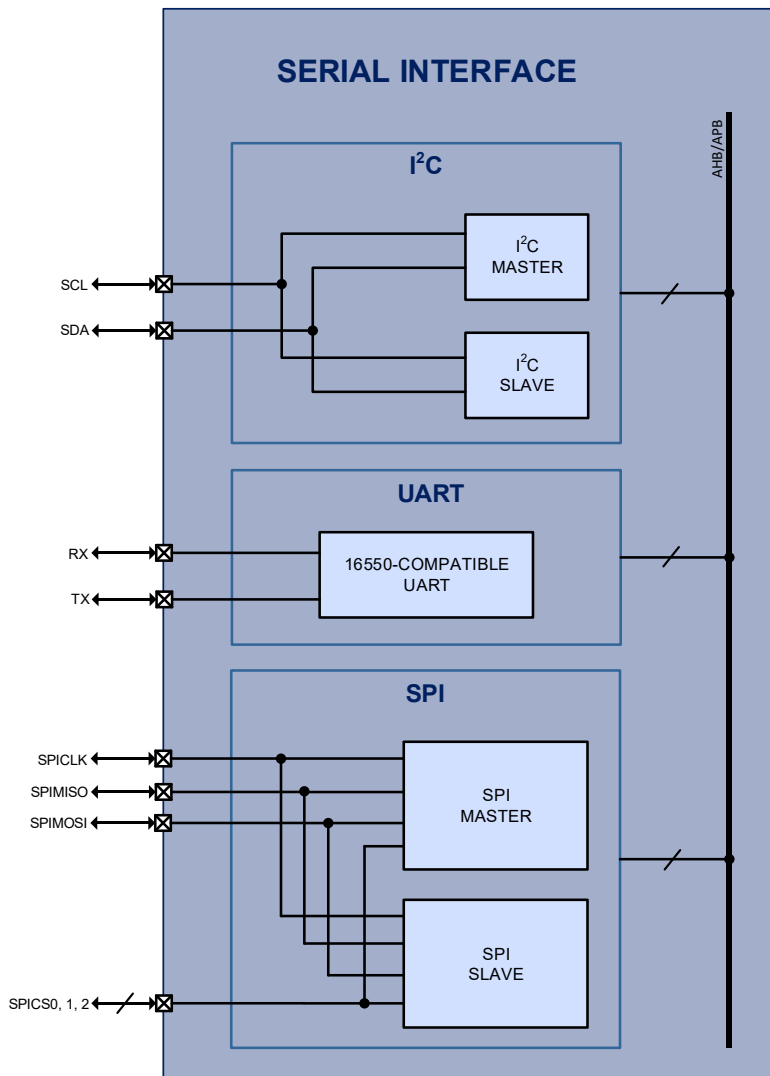 SERIAL INTERFACE
AHB/APB
I²C
I²C
MASTER
SCL
SDA
I²C
SLAVE
UART
RX
16550-COMPATIBLE
UART
TX
SPI
SPICLK
SPIMISO
SPIMOSI
SPI
MASTER
SPI
SLAVE
SPICS0, 1, 2